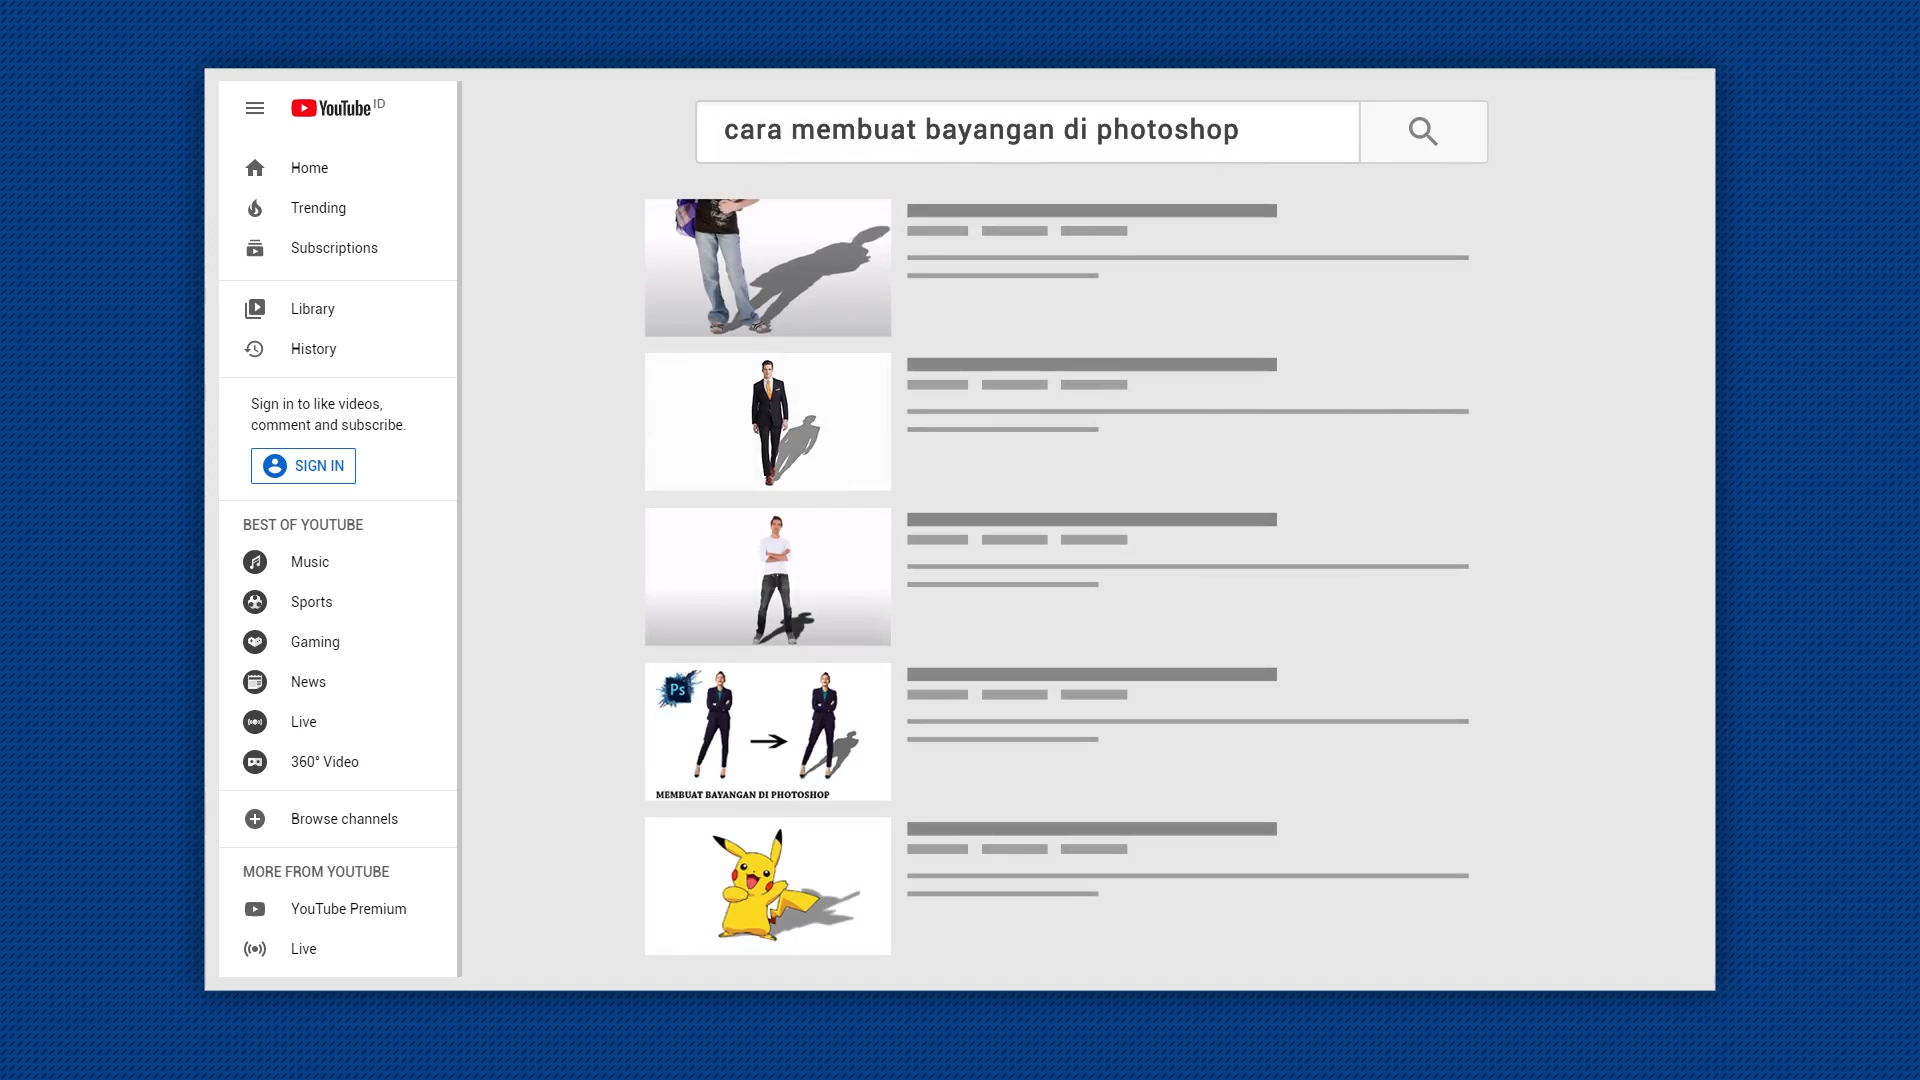 YouTube ID
Home
Trending
Subscriptions
Library
History
Sign in to like videos,
comment and subscribe.
SIGN IN
BEST OF YOUTUBE
Music
Sports
Gaming
News
Live
360° Video
Browse channels
MORE FROM YOUTUBE
YouTube Premium
Live
cara membuat bayangan di photoshop
Ps
MEMBUAT BAYANGAN DI PHOTOSHOP